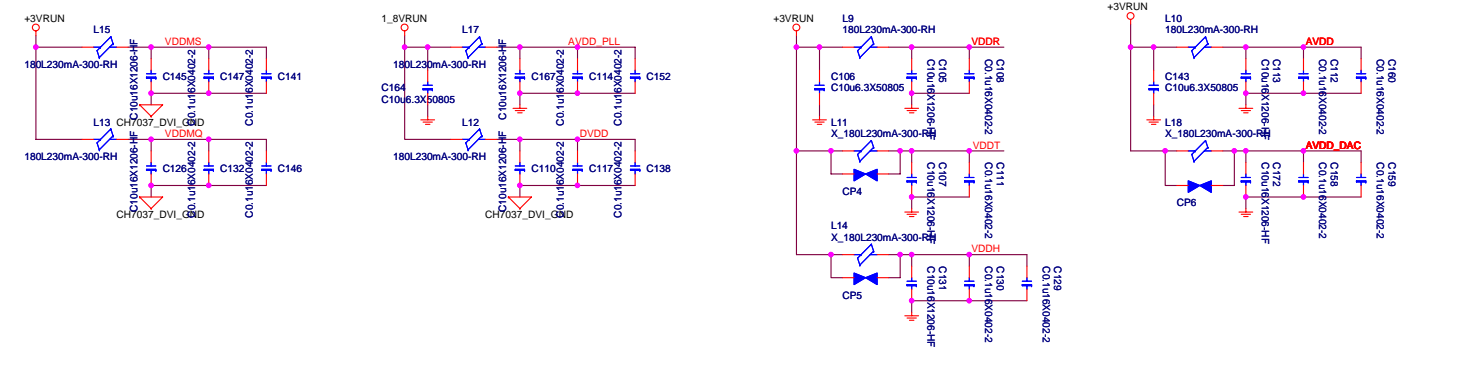 +3VRUN
L15
180L230mA-300-RH
VDDMS
C10u16X1206-HF
C145
C0.1u16X0402-2
C147
C0.1u16X0402-2
C141
CH7037_DVI_GND
L13
180L230mA-300-RH
VDDMQ
C10u16X1206-HF
C126
C0.1u16X0402-2
C132
C0.1u16X0402-2
C146
CH7037_DVI_GND
1_8VRUN
L17
180L230mA-300-RH
AVDD_PLL
C164
C10u6.3X50805
C10u16X1206-HF
C167
C0.1u16X0402-2
C114
C0.1u16X0402-2
C152
L12
180L230mA-300-RH
DVDD
C10u16X1206-HF
C110
C0.1u16X0402-2
C117
C0.1u16X0402-2
C138
CH7037_DVI_GND
+3VRUN
L9
180L230mA-300-RH
VDDR
C106
C10u6.3X50805
C105
C10u16X1206-HF
C108
C0.1u16X0402-2
L11
X_180L230mA-300-RH
VDDT
CP4
C107
C10u16X1206-HF
C111
C0.1u16X0402-2
L14
X_180L230mA-300-RH
VDDH
CP5
C131
C10u16X1206-HF
C130
C0.1u16X0402-2
C129
C0.1u16X0402-2
+3VRUN
L10
180L230mA-300-RH
AVDD
C143
C10u6.3X50805
C113
C10u16X1206-HF
C112
C0.1u16X0402-2
C160
C0.1u16X0402-2
L18
X_180L230mA-300-RH
AVDD_DAC
CP6
C172
C10u16X1206-HF
C158
C0.1u16X0402-2
C159
C0.1u16X0402-2